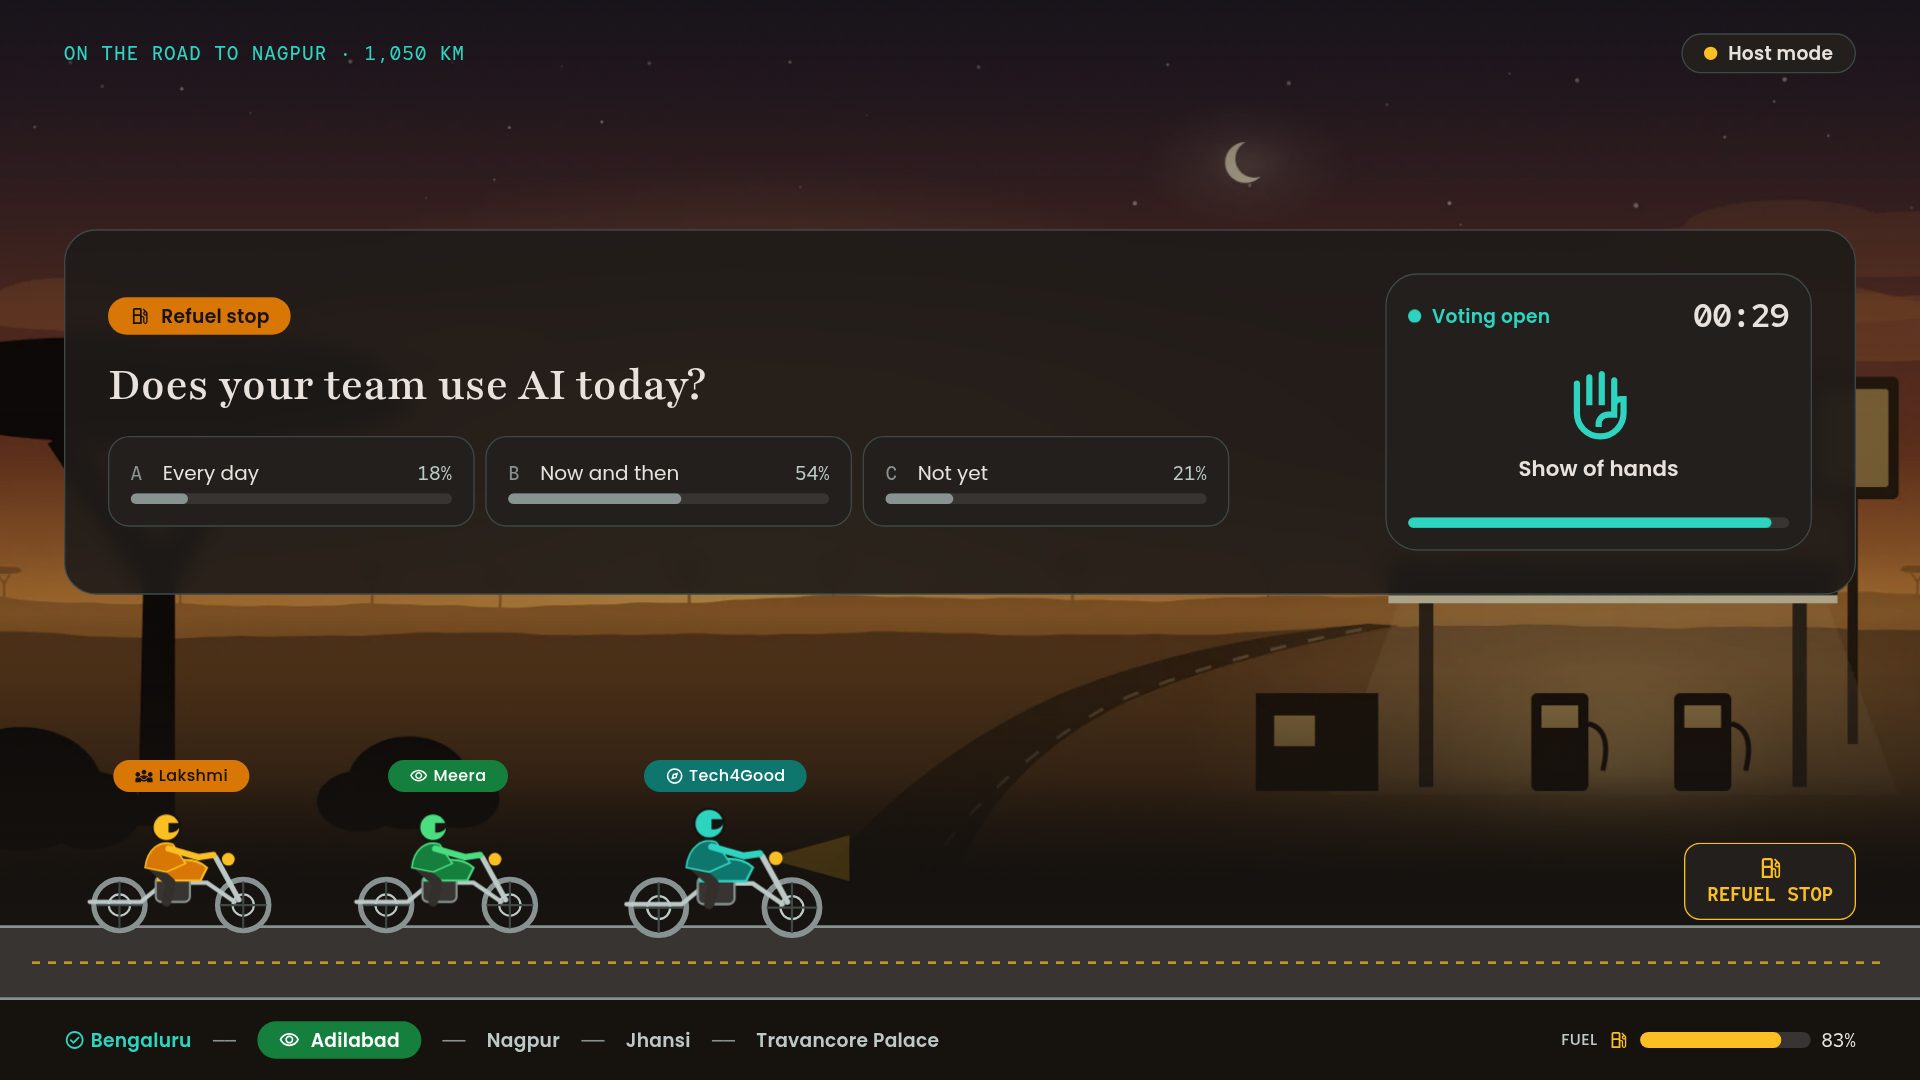 ON THE ROAD TO NAGPUR · 1,050 KM
Host mode
Refuel stop
Does your team use AI today?
A Every day 18%
B Now and then 54%
C Not yet 21%
Voting open 00:29
Show of hands
Lakshmi
Meera
Tech4Good
REFUEL STOP
Bengaluru — Adilabad — Nagpur — Jhansi — Travancore Palace
FUEL 83%